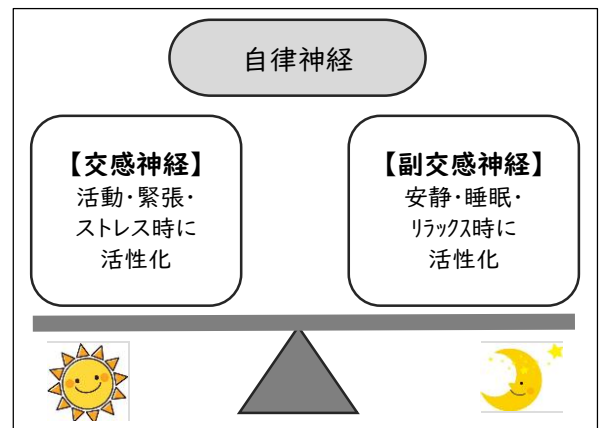 自律神経
【交感神経】
活動・緊張・
ストレス時に
活性化
【副交感神経】
安静・睡眠・
ﾘﾗｯｸｽ時に
活性化